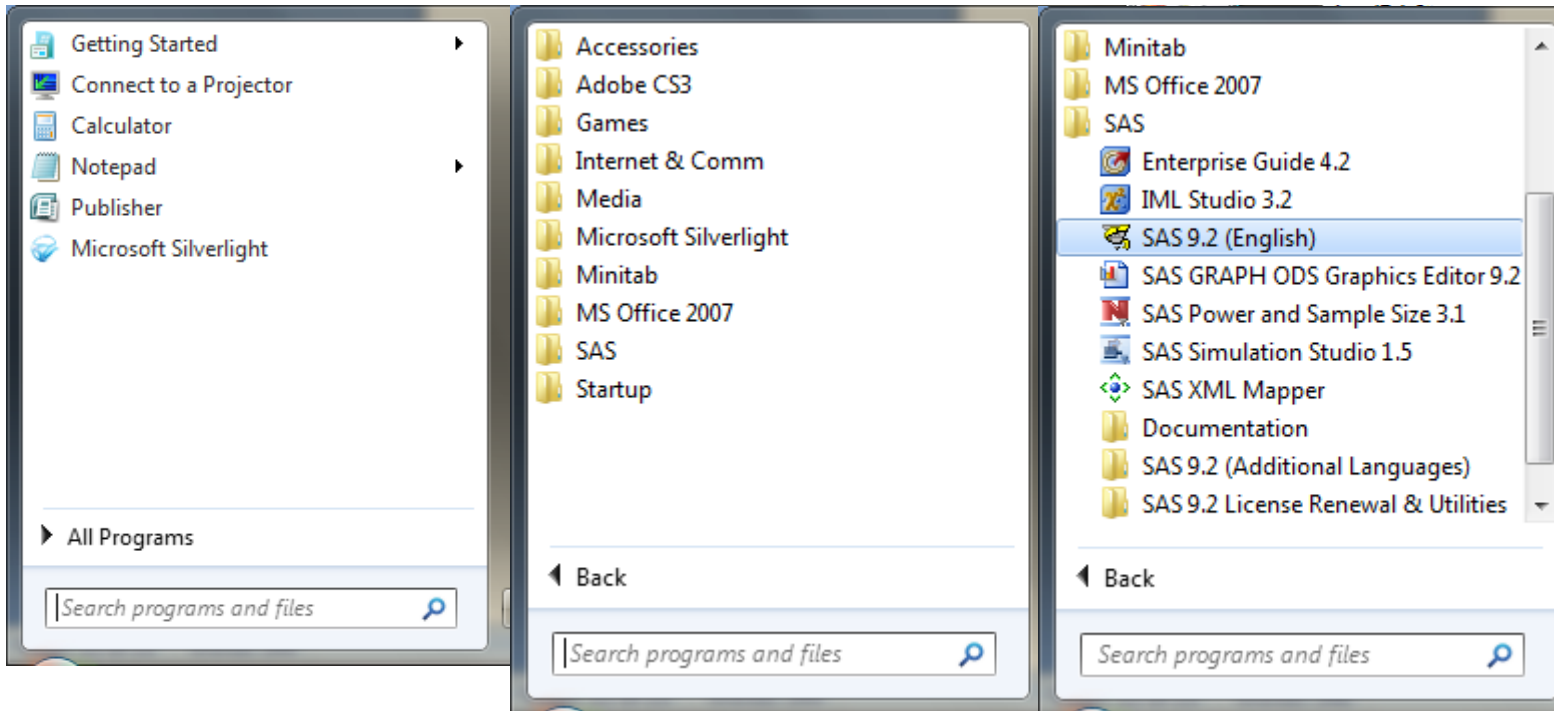 Getting Started
Connect to a Projector
Calculator
Notepad
Publisher
Microsoft Silverlight
All Programs
Search programs and files
Accessories
Adobe CS3
Games
Internet & Comm
Media
Microsoft Silverlight
Minitab
MS Office 2007
SAS
Startup
Back
Search programs and files
Minitab
MS Office 2007
SAS
Enterprise Guide 4.2
IML Studio 3.2
SAS 9.2 (English)
SAS GRAPH ODS Graphics Editor 9.2
SAS Power and Sample Size 3.1
SAS Simulation Studio 1.5
SAS XML Mapper
Documentation
SAS 9.2 (Additional Languages)
SAS 9.2 License Renewal & Utilities
Back
Search programs and files